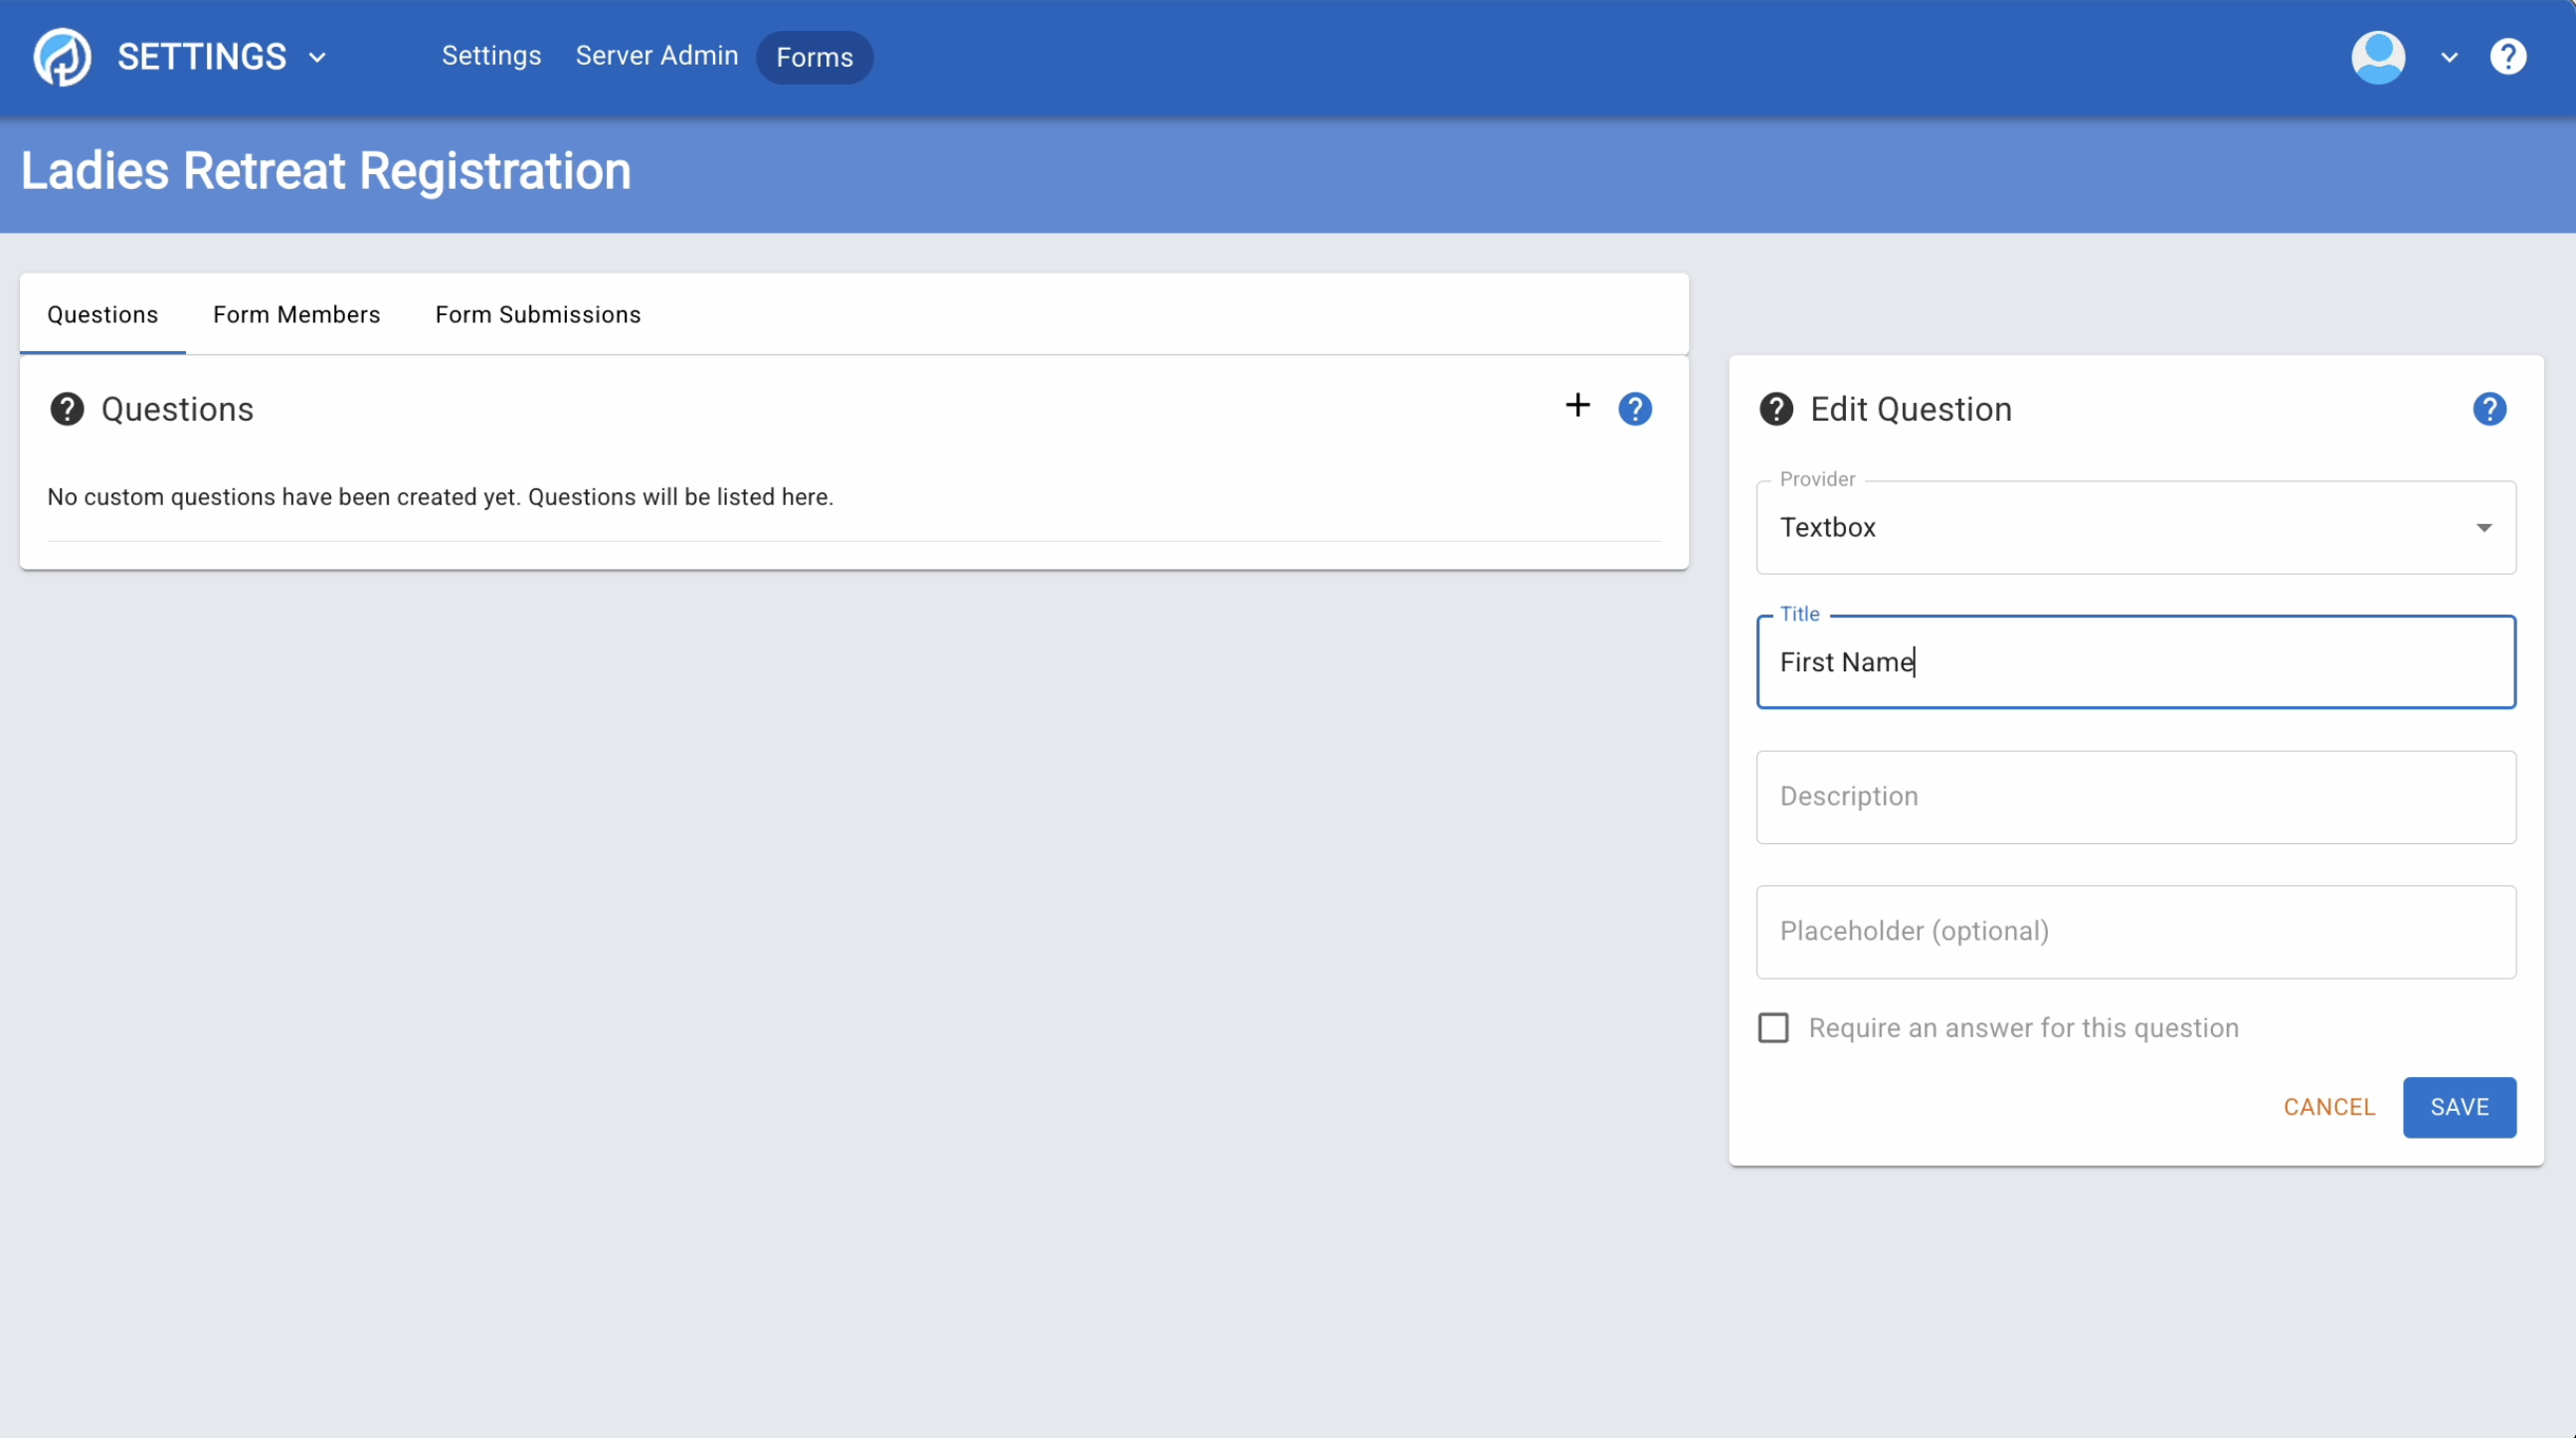 SETTINGS
Settings
Server Admin
Forms
Ladies Retreat Registration
Questions
Form Members
Form Submissions
Questions
No custom questions have been created yet. Questions will be listed here.
Edit Question
Provider
Textbox
Title
First Name
Description
Placeholder (optional)
Require an answer for this question
CANCEL
SAVE